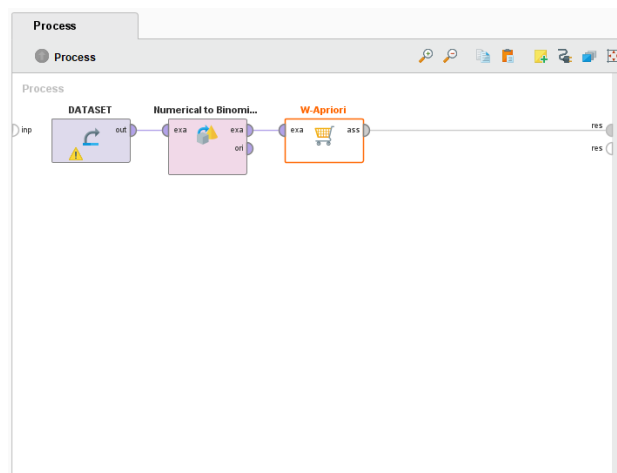 Process
Process
Process
DATASET
Numerical to Binomi...
W-Apriori
inp
out
exa
exa
ori
exa
ass
res
res